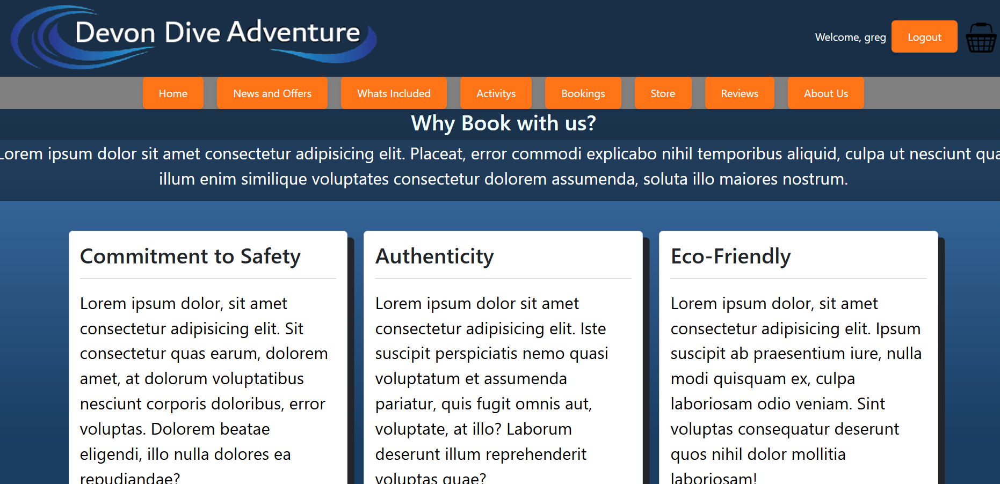 Devon Dive Adventure
Welcome, greg
Logout
Home
News and Offers
Whats Included
Activitys
Bookings
Store
Reviews
About Us
Why Book with us?
Lorem ipsum dolor sit amet consectetur adipisicing elit. Placeat, error commodi explicabo nihil temporibus aliquid, culpa ut nesciunt
illum enim similique voluptates consectetur dolorem assumenda, soluta illo maiores nostrum.
Commitment to Safety
Lorem ipsum dolor, sit amet
consectetur adipisicing elit. Sit
consectetur quas earum, dolorem
amet, at dolorum voluptatibus
nesciunt corporis doloribus, error
voluptas. Dolorem beatae
eligendi, illo nulla dolores ea
repudiandae?
Authenticity
Lorem ipsum dolor sit amet
consectetur adipisicing elit. Iste
suscipit perspiciatis nemo quasi
voluptatum et assumenda
pariatur, quis fugit omnis aut,
voluptate, at illo? Laborum
deserunt illum reprehenderit
voluptas quae?
Eco-Friendly
Lorem ipsum dolor, sit amet
consectetur adipisicing elit. Ipsum
suscipit ab praesentium iure, nulla
modi quisquam ex, culpa
laboriosam odio veniam. Sint
voluptas consequatur deserunt
quos nihil dolor mollitia
laboriosam!